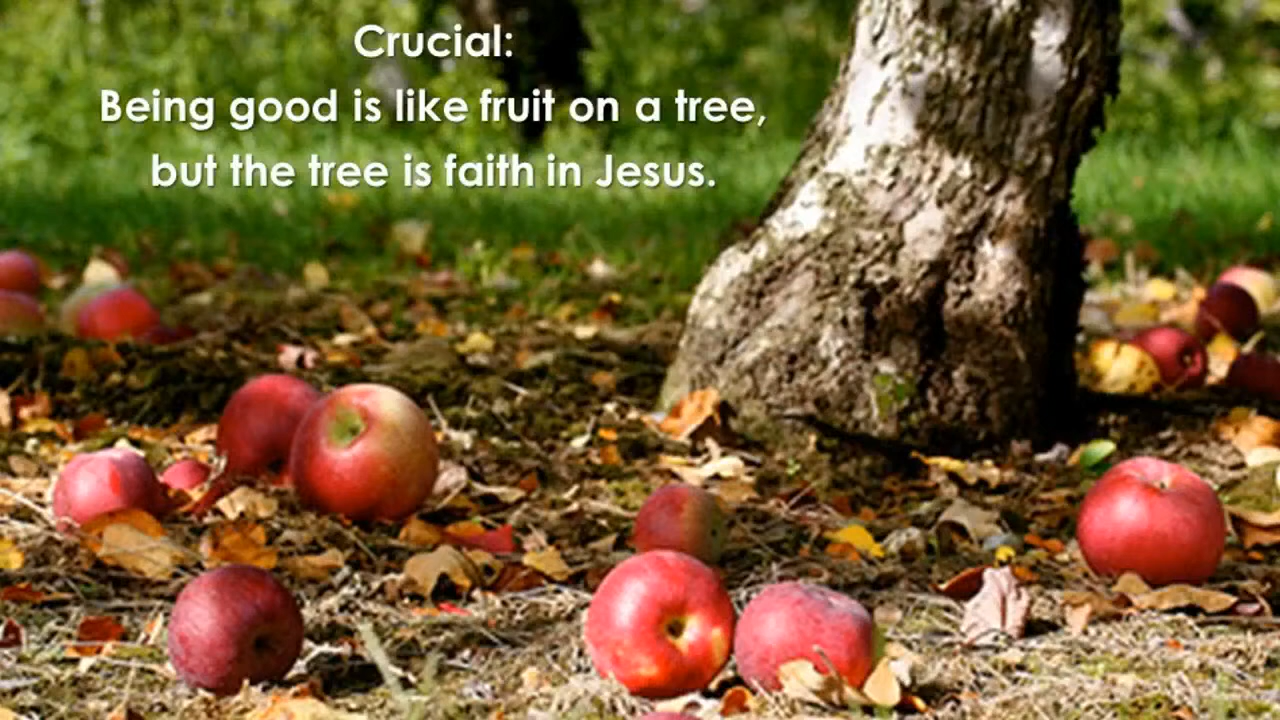 Crucial:
Being good is like fruit on a tree,
but the tree is faith in Jesus.